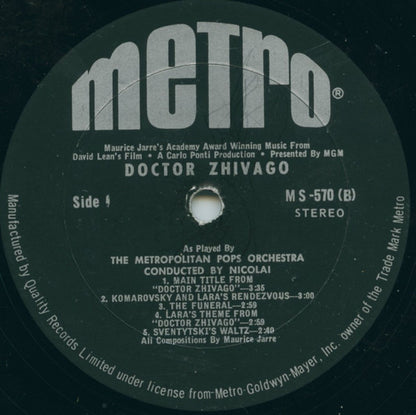 METRO®
Maurice Jarre's Academy Award Winning Music From
David Lean's Film • A Carlo Ponti Production • Presented By MGM
DOCTOR ZHIVAGO
Side 1
MS-570 (B)
STEREO
As Played By
THE METROPOLITAN POPS ORCHESTRA
CONDUCTED BY NICOLAI
1. MAIN TITLE FROM
"DOCTOR ZHIVAGO"—3:35
2. KOMAROVSKY AND LARA'S RENDEZVOUS—3:00
3. THE FUNERAL—2:59
4. LARA'S THEME FROM
"DOCTOR ZHIVAGO"—2:59
5. SVENTYTSKI'S WALTZ—2:10
All Compositions By Maurice Jarre
Manufactured by Quality Records Limited under license from-Metro-Goldwyn-Mayer, Inc. owner of the Trade Mark Metro